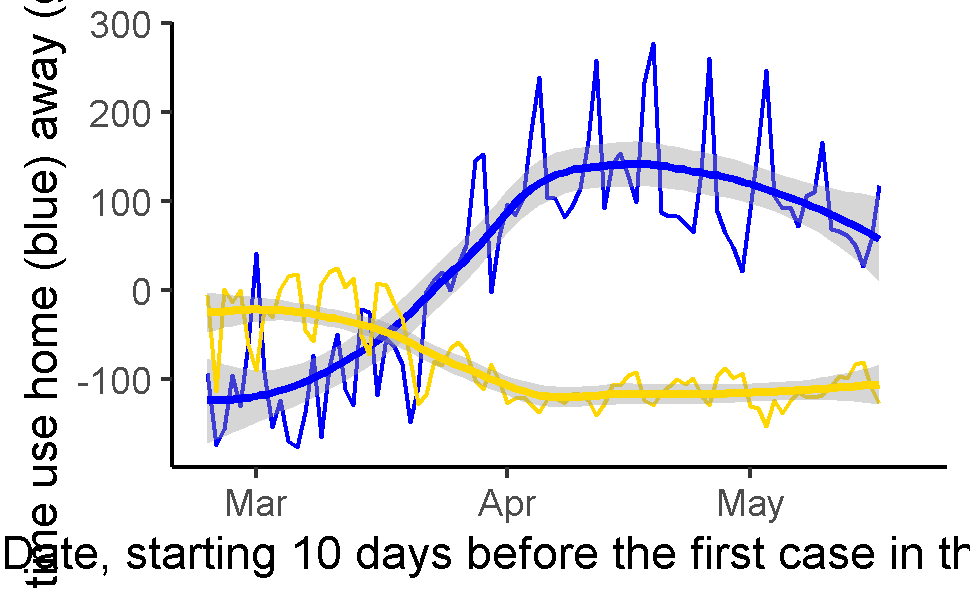 300
200
100
0
-100
time use home (blue) away (
Mar
Apr
May
Date, starting 10 days before the first case in th